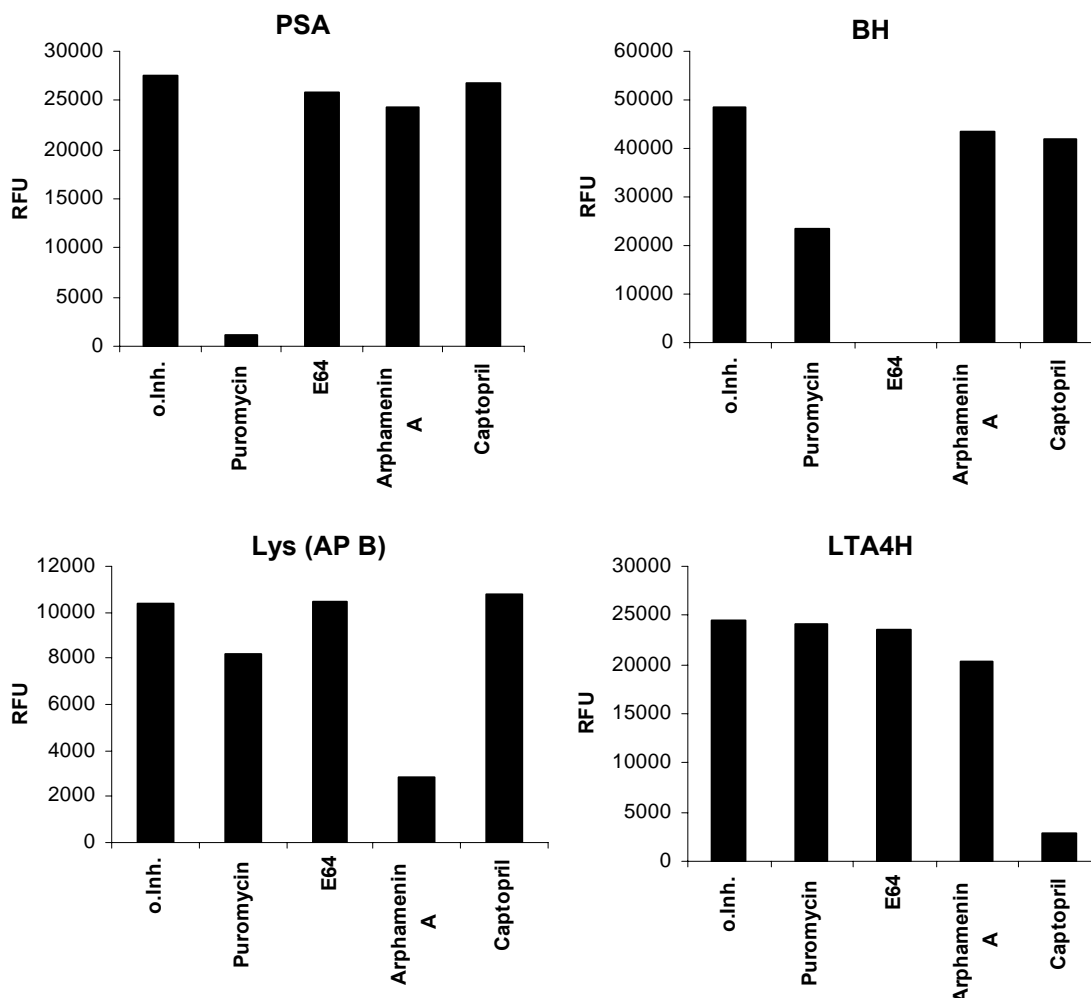 PSA
30000
25000
20000
15000
10000
5000
0
RFU
o.Inh.
Puromycin
E64
Arphamenin
A
Captopril
BH
60000
50000
40000
30000
20000
10000
0
RFU
o.Inh.
Puromycin
E64
Arphamenin
A
Captopril
Lys (AP B)
12000
10000
8000
6000
4000
2000
0
RFU
o.Inh.
Puromycin
E64
Arphamenin
A
Captopril
LTA4H
30000
25000
20000
15000
10000
5000
0
RFU
o.Inh.
Puromycin
E64
Arphamenin
A
Captopril